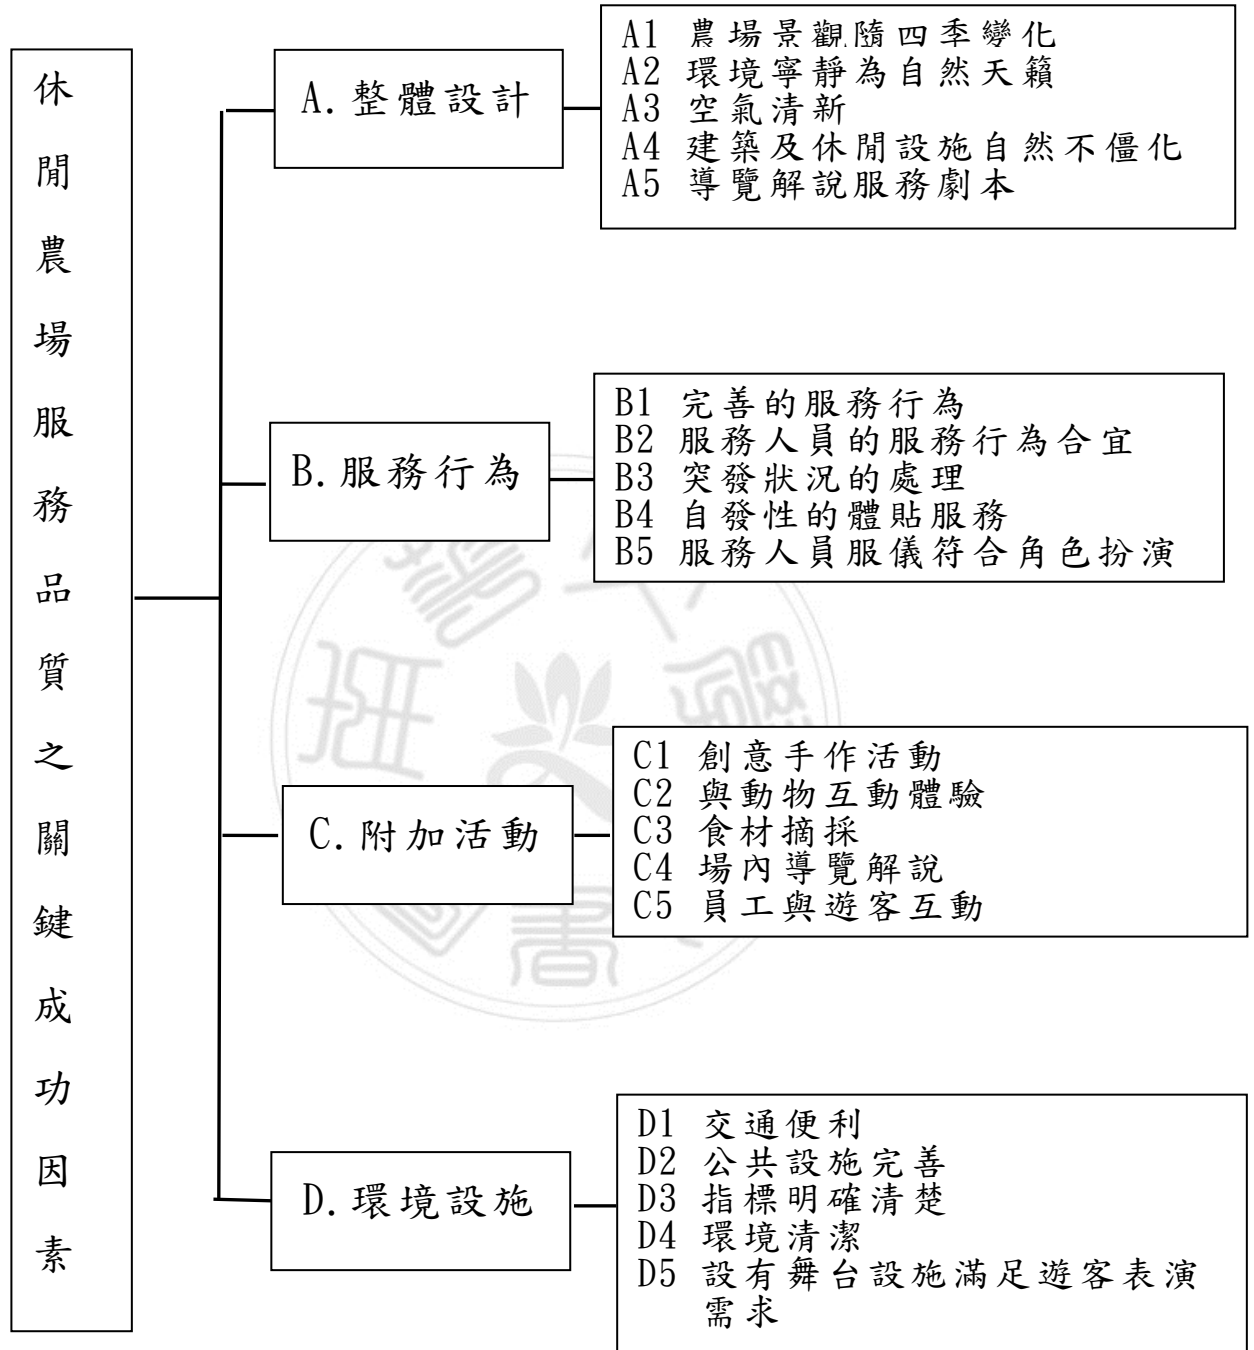 休閒農場服務品質之關鍵成功因素
A. 整體設計
A1 農場景觀隨四季變化
A2 環境寧靜為自然天籟
A3 空氣清新
A4 建築及休閒設施自然不僵化
A5 導覽解說服務劇本
B. 服務行為
B1 完善的服務行為
B2 服務人員的服務行為合宜
B3 突發狀況的處理
B4 自發性的體貼服務
B5 服務人員服儀符合角色扮演
C. 附加活動
C1 創意手作活動
C2 與動物互動體驗
C3 食材摘採
C4 場內導覽解說
C5 員工與遊客互動
D. 環境設施
D1 交通便利
D2 公共設施完善
D3 指標明確清楚
D4 環境清潔
D5 設有舞台設施滿足遊客表演
需求